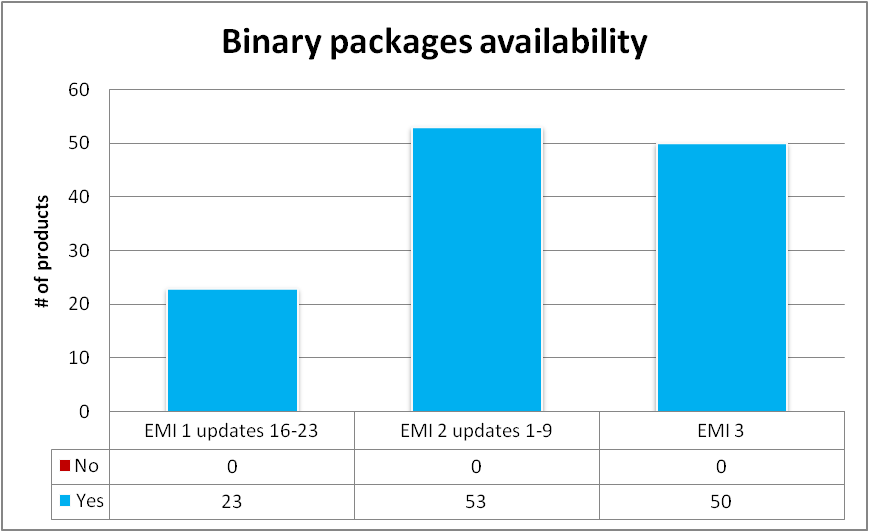 Binary packages availability
# of products
60
50
40
30
20
10
0
EMI 1 updates 16-23 EMI 2 updates 1-9 EMI 3
No 0 0 0
Yes 23 53 50